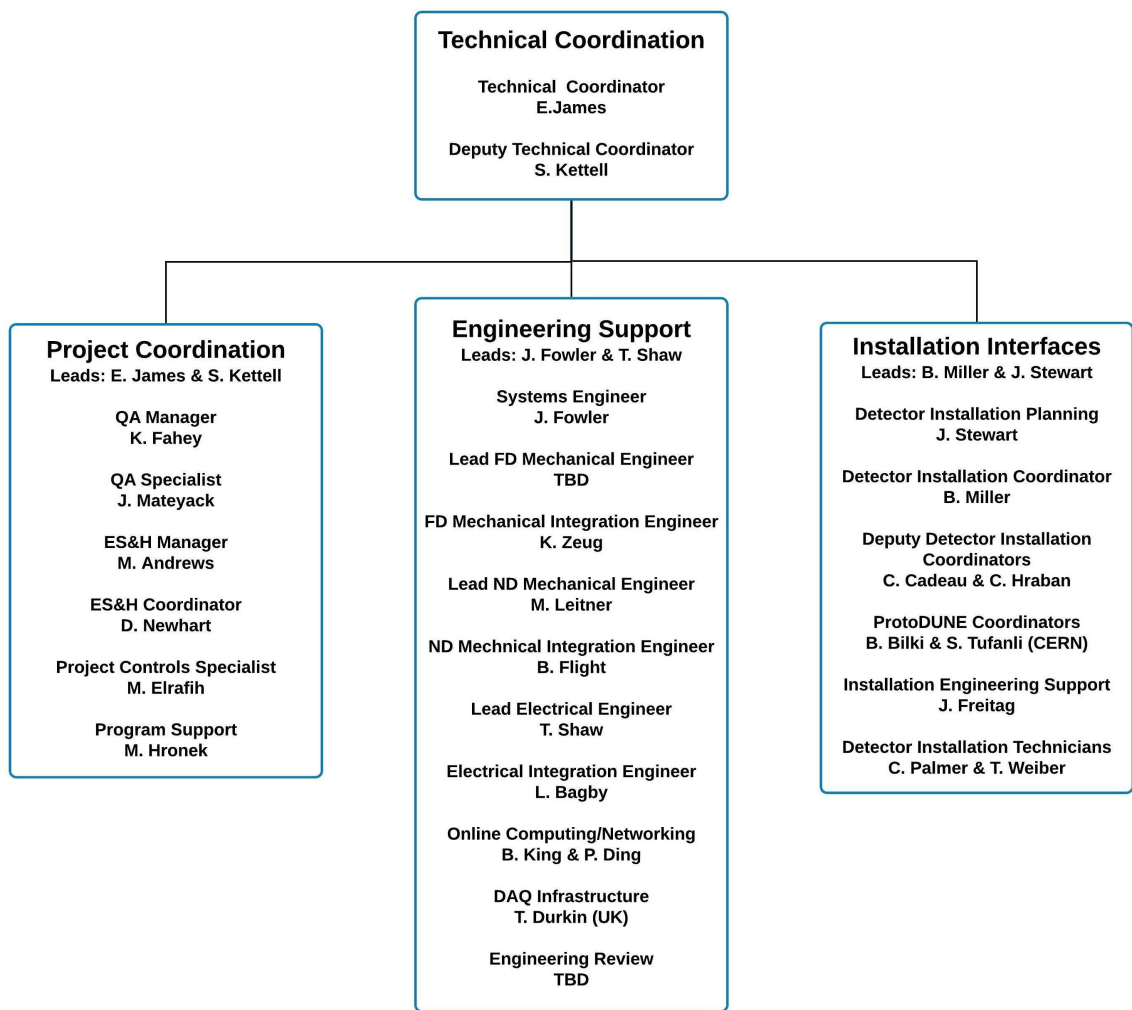 Technical Coordination
Technical  Coordinator
E.James
Deputy Technical Coordinator
S. Kettell
Project Coordination
Leads: E. James & S. Kettell
QA Manager
K. Fahey
QA Specialist
J. Mateyack
ES&H Manager
M. Andrews
ES&H Coordinator
D. Newhart
Project Controls Specialist
M. Elrafih
Program Support
M. Hronek
Engineering Support
Leads: J. Fowler & T. Shaw
Systems Engineer
J. Fowler
Lead FD Mechanical Engineer
TBD
FD Mechanical Integration Engineer
K. Zeug
Lead ND Mechanical Engineer
M. Leitner
ND Mechnical Integration Engineer
B. Flight
Lead Electrical Engineer
T. Shaw
Electrical Integration Engineer
L. Bagby
Online Computing/Networking
B. King & P. Ding
DAQ Infrastructure
T. Durkin (UK)
Engineering Review
TBD
Installation Interfaces
Leads: B. Miller & J. Stewart
Detector Installation Planning
J. Stewart
Detector Installation Coordinator
B. Miller
Deputy Detector Installation
Coordinators
C. Cadeau & C. Hraban
ProtoDUNE Coordinators
B. Bilki & S. Tufanli (CERN)
Installation Engineering Support
J. Freitag
Detector Installation Technicians
C. Palmer & T. Weiber